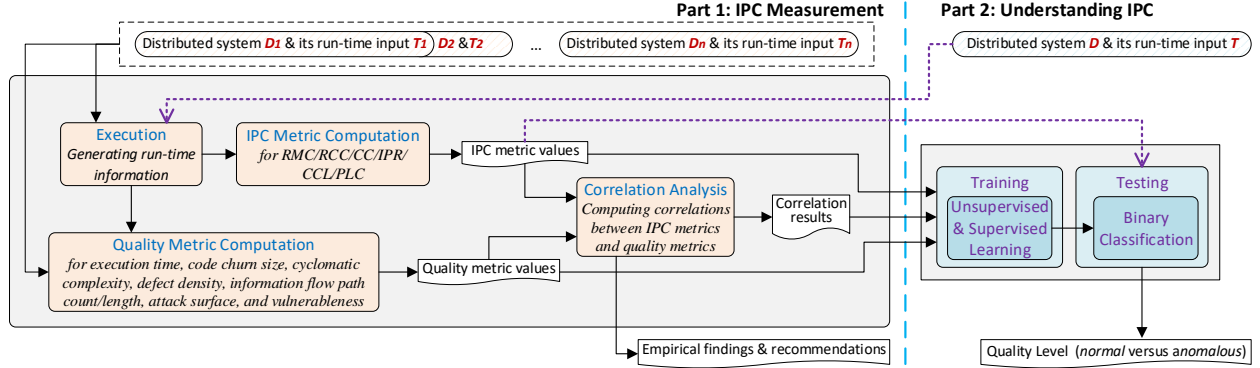 Part 1: IPC Measurement
Part 2: Understanding IPC
Distributed system D1 & its run-time input T1
D2 &T2
...
Distributed system Dn & its run-time input Tn
Distributed system D & its run-time input T
Execution
Generating run-time
information
IPC Metric Computation
for RMC/RCC/CC/IPR/
CCL/PLC
IPC metric values
Correlation Analysis
Computing correlations
between IPC metrics
and quality metrics
Correlation
results
Quality Metric Computation
for execution time, code churn size, cyclomatic
complexity, defect density, information flow path
count/length, attack surface, and vulnerableness
Quality metric values
Training
Unsupervised
& Supervised
Learning
Testing
Binary
Classification
Empirical findings & recommendations
Quality Level (normal versus anomalous)